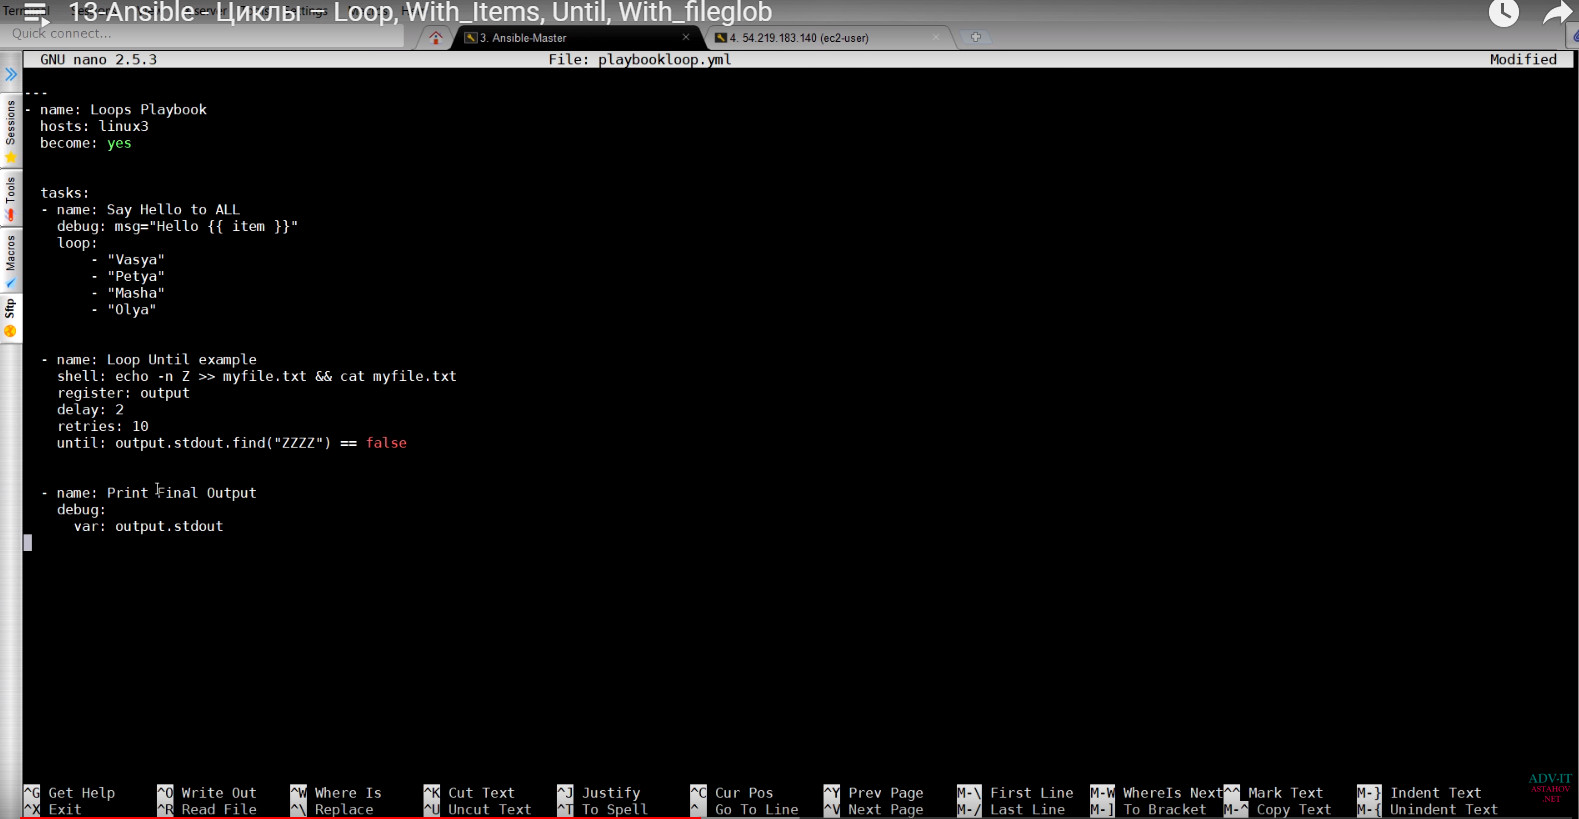 13-Ansible - Циклы - Loop, With_Items, Until, With_fileglob
Quick connect...
3. Ansible-Master
4. 54.219.183.140 (ec2-user)
GNU nano 2.5.3 File: playbookloop.yml Modified
---
- name: Loops Playbook
hosts: linux3
become: yes
tasks:
- name: Say Hello to ALL
debug: msg="Hello {{ item }}"
loop:
- "Vasya"
- "Petya"
- "Masha"
- "Olya"
- name: Loop Until example
shell: echo -n Z >> myfile.txt && cat myfile.txt
register: output
delay: 2
retries: 10
until: output.stdout.find("ZZZZ") == false
- name: Print Final Output
debug:
var: output.stdout
Sessions
Tools
Macros
Sftp
^G Get Help ^O Write Out ^W Where Is ^K Cut Text ^J Justify ^C Cur Pos ^Y Prev Page M-\ First Line M-W WhereIs Next ^^ Mark Text M-} Indent Text
^X Exit ^R Read File ^\ Replace ^U Uncut Text ^T To Spell ^_ Go To Line ^V Next Page M-/ Last Line M-] To Bracket M-^ Copy Text M-{ Unindent Text
ADV-IT
ASTAHOV
.NET